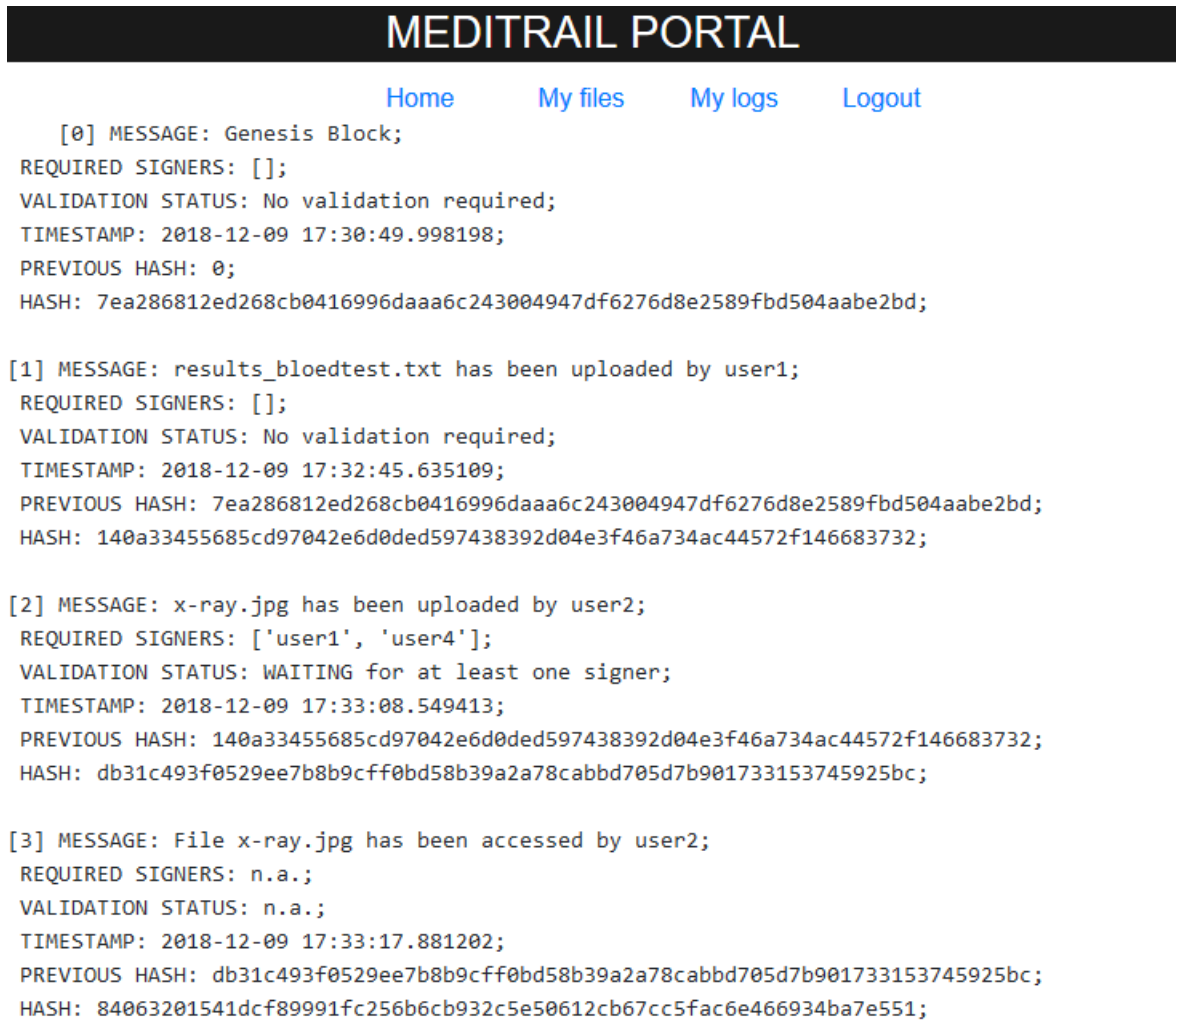 MEDITRAIL PORTAL
Home My files My logs Logout
[0] MESSAGE: Genesis Block;
REQUIRED SIGNERS: [];
VALIDATION STATUS: No validation required;
TIMESTAMP: 2018-12-09 17:30:49.998198;
PREVIOUS HASH: 0;
HASH: 7ea286812ed268cb0416996daaa6c243004947df6276d8e2589fbd504aabe2bd;
[1] MESSAGE: results_bloedtest.txt has been uploaded by user1;
REQUIRED SIGNERS: [];
VALIDATION STATUS: No validation required;
TIMESTAMP: 2018-12-09 17:32:45.635109;
PREVIOUS HASH: 7ea286812ed268cb0416996daaa6c243004947df6276d8e2589fbd504aabe2bd;
HASH: 140a33455685cd97042e6d0ded597438392d04e3f46a734ac44572f146683732;
[2] MESSAGE: x-ray.jpg has been uploaded by user2;
REQUIRED SIGNERS: ['user1', 'user4'];
VALIDATION STATUS: WAITING for at least one signer;
TIMESTAMP: 2018-12-09 17:33:08.549413;
PREVIOUS HASH: 140a33455685cd97042e6d0ded597438392d04e3f46a734ac44572f146683732;
HASH: db31c493f0529ee7b8b9cff0bd58b39a2a78cabbd705d7b901733153745925bc;
[3] MESSAGE: File x-ray.jpg has been accessed by user2;
REQUIRED SIGNERS: n.a.;
VALIDATION STATUS: n.a.;
TIMESTAMP: 2018-12-09 17:33:17.881202;
PREVIOUS HASH: db31c493f0529ee7b8b9cff0bd58b39a2a78cabbd705d7b901733153745925bc;
HASH: 84063201541dcf89991fc256b6cb932c5e50612cb67cc5fac6e466934ba7e551;